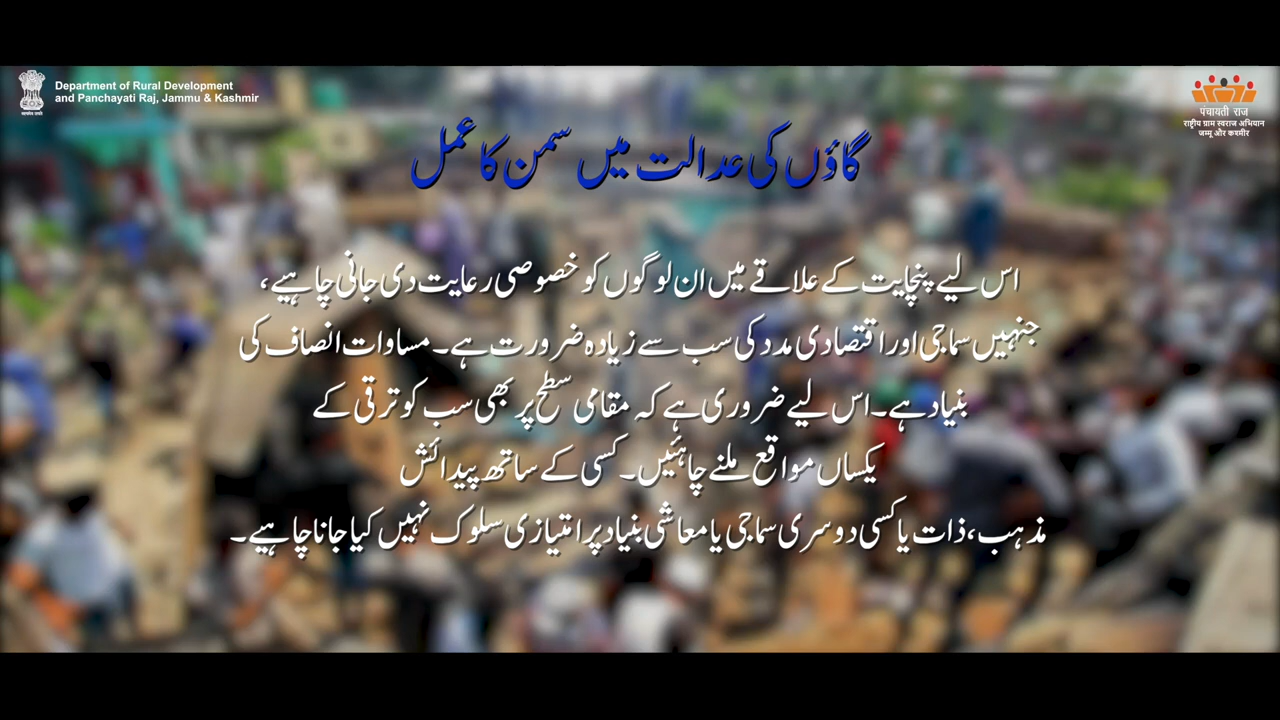 Department of Rural Development
and Panchayati Raj, Jammu & Kashmir
पंचायती राज
राष्ट्रीय ग्राम स्वराज अभियान
जम्मू और कश्मीर
گاؤں کی عدالت میں سمن کا عمل
اس لیے پنچایت کے علاقے میں ان لوگوں کو خصوصی رعایت دی جانی چاہیے،
جنہیں سماجی اور اقتصادی مدد کی سب سے زیادہ ضرورت ہے۔ مساوات انصاف کی
بنیاد ہے۔ اس لیے ضروری ہے کہ مقامی سطح پر بھی سب کو ترقی کے
یکساں مواقع ملنے چاہئیں۔ کسی کے ساتھ پیدائش
مذہب، ذات یا کسی دوسری سماجی یا معاشی بنیاد پر امتیازی سلوک نہیں کیا جانا چاہیے۔